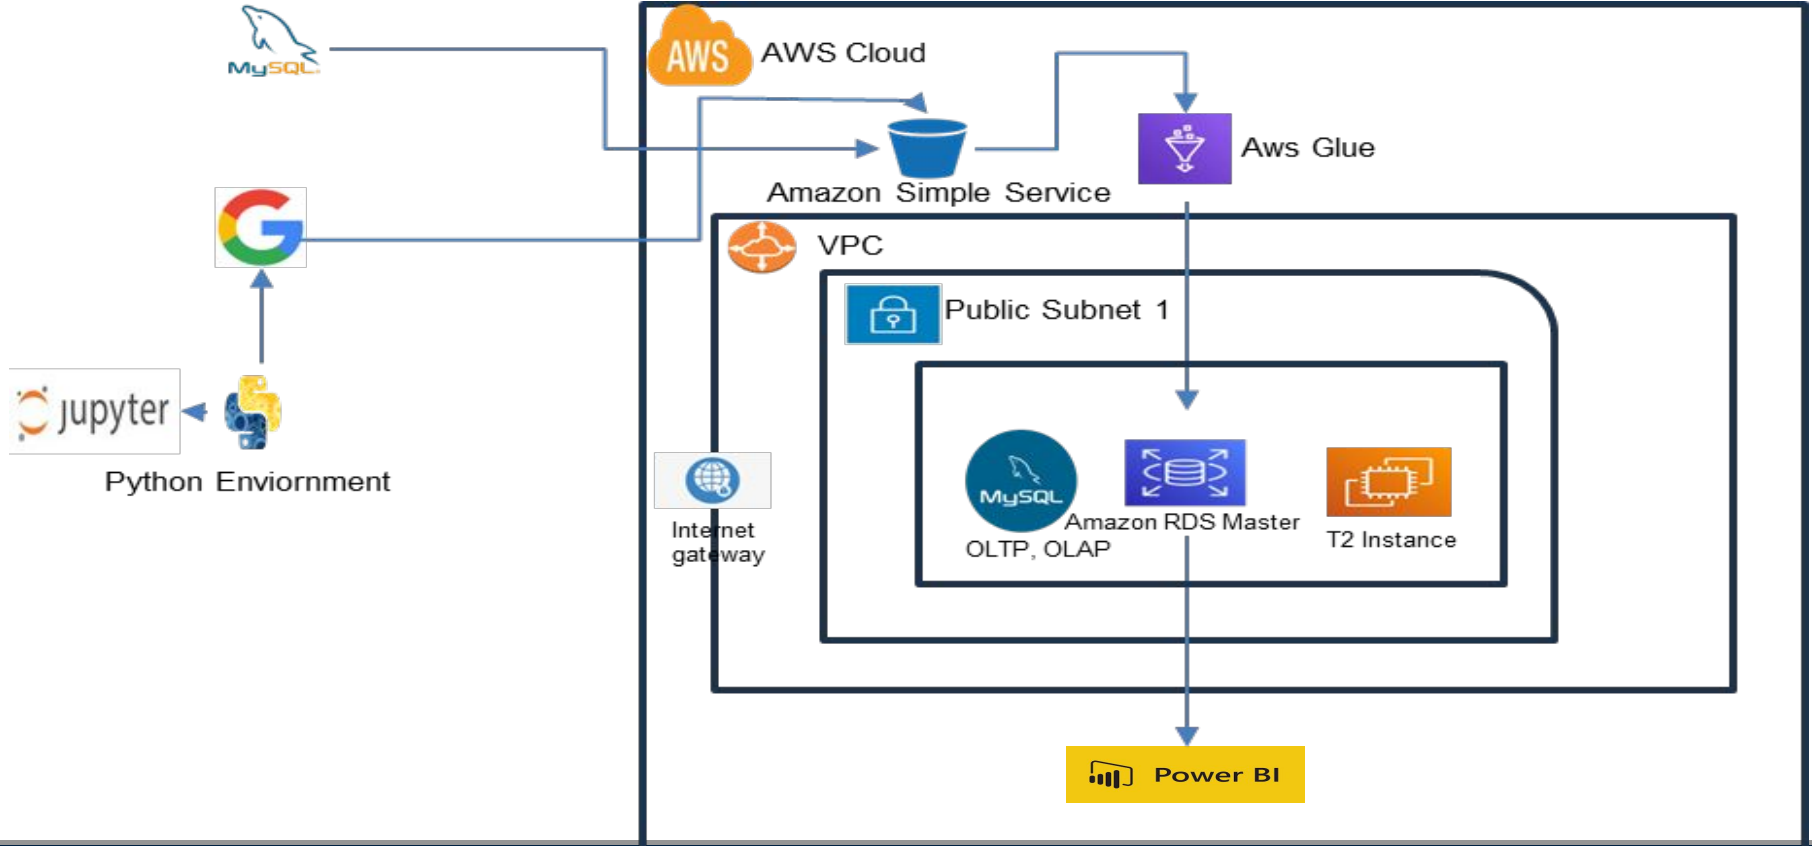 MySQL
AWS
AWS Cloud
Aws Glue
Amazon Simple Service
VPC
Public Subnet 1
jupyter
Python Enviornment
Internet
gateway
MySQL
Amazon RDS Master
OLTP, OLAP
T2 Instance
Power BI